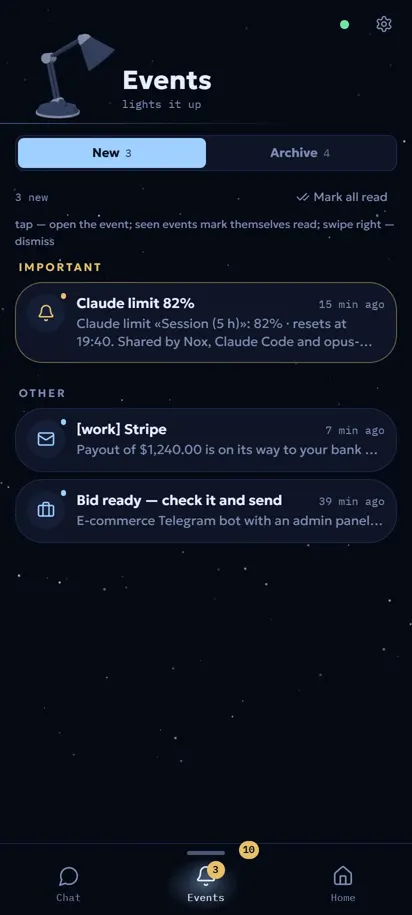 Events
lights it up
New 3
Archive 4
3 new
Mark all read
tap — open the event; seen events mark themselves read; swipe right —
dismiss
IMPORTANT
Claude limit 82%
15 min ago
Claude limit «Session (5 h)»: 82% · resets at
19:40. Shared by Nox, Claude Code and opus-…
OTHER
[work] Stripe
7 min ago
Payout of $1,240.00 is on its way to your bank …
Bid ready — check it and send
39 min ago
E-commerce Telegram bot with an admin panel…
10
3
Chat
Events
Home